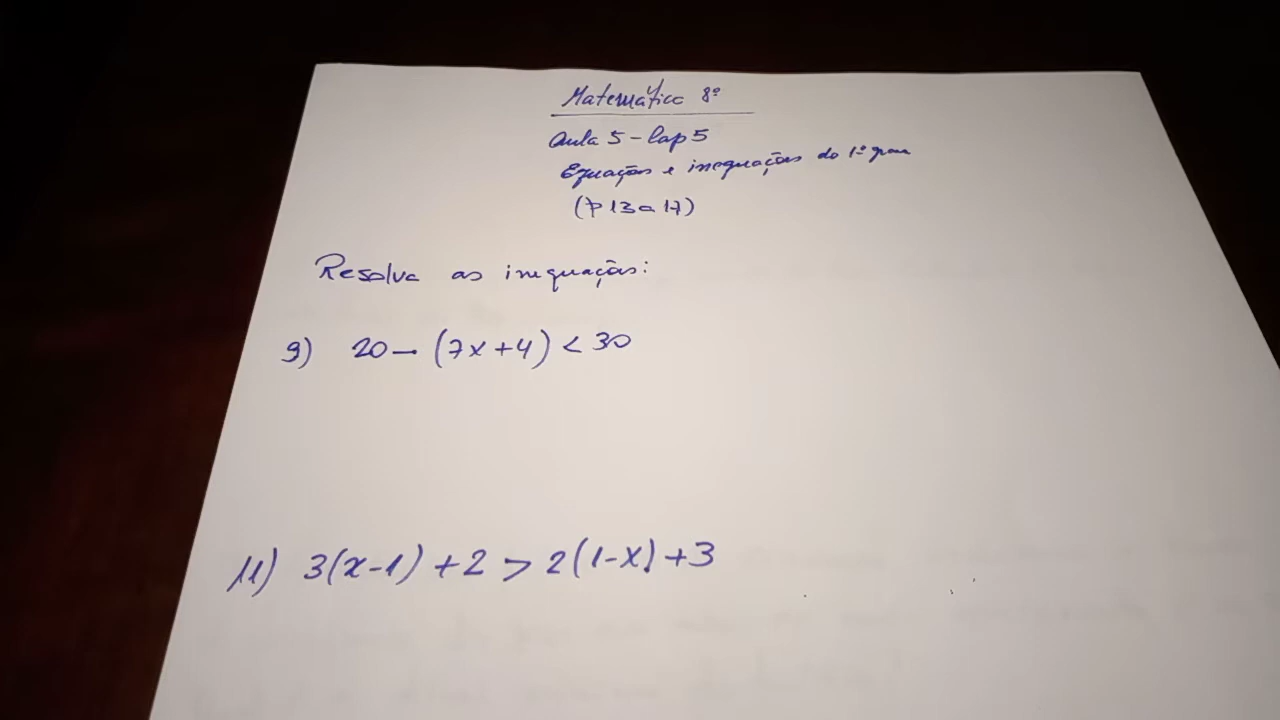 Matemática 8º
Aula 5 - Cap 5
Equações e inequações do 1º grau
(p 13 a 17)
Resolva as inequações:
9) 20 - (7x + 4) < 30
11) 3(x-1) + 2 > 2(1-x) + 3